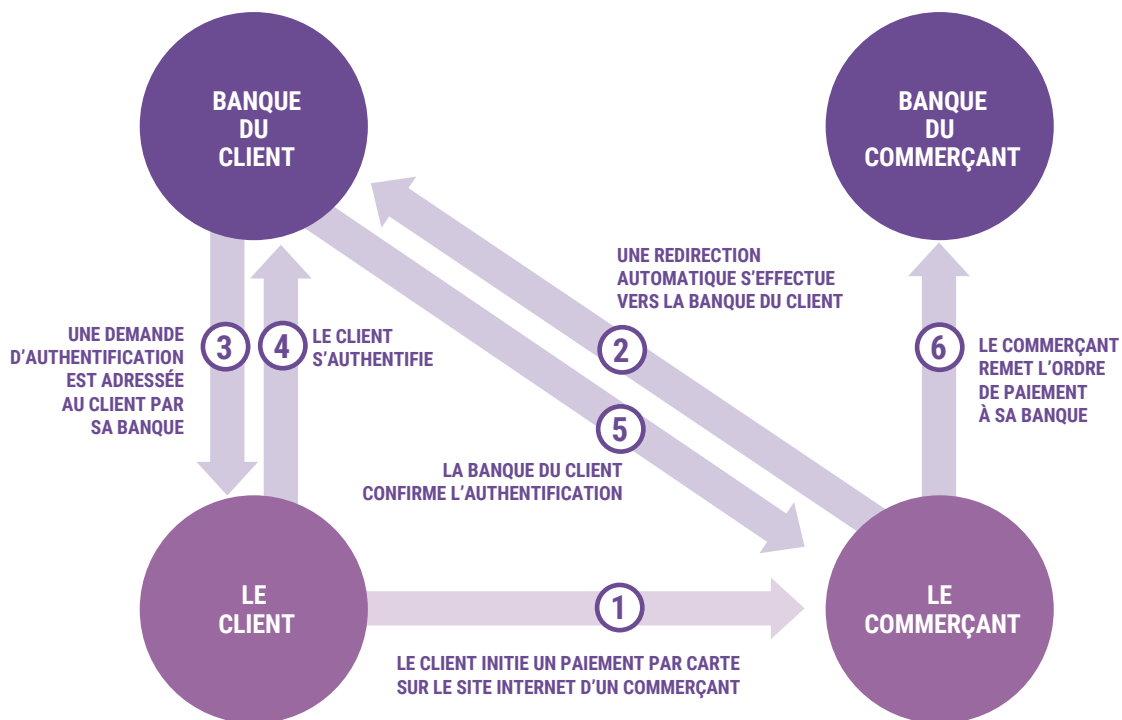 BANQUE
DU
CLIENT
BANQUE
DU
COMMERÇANT
UNE REDIRECTION
AUTOMATIQUE S’EFFECTUE
VERS LA BANQUE DU CLIENT
2
UNE DEMANDE
D’AUTHENTIFICATION
EST ADRESSÉE
AU CLIENT PAR
SA BANQUE
3
4
LE CLIENT
S’AUTHENTIFIE
6
LE COMMERÇANT
REMET L’ORDRE
DE PAIEMENT
À SA BANQUE
5
LA BANQUE DU CLIENT
CONFIRME L’AUTHENTIFICATION
LE
CLIENT
1
LE
COMMERÇANT
LE CLIENT INITIE UN PAIEMENT PAR CARTE
SUR LE SITE INTERNET D’UN COMMERÇANT